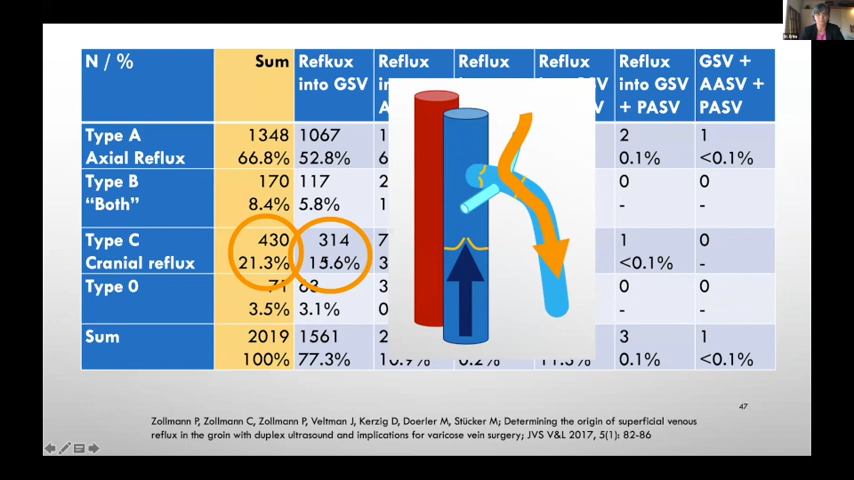 N / %
Sum
Refkux into GSV
Reflux
Reflux
Reflux
Reflux into GSV + PASV
GSV + AASV + PASV
Type A Axial Reflux
1348 66.8%
1067 52.8%
2 0.1%
1 <0.1%
Type B "Both"
170 8.4%
117 5.8%
0 -
0 -
Type C Cranial reflux
430 21.3%
314 15.6%
1 <0.1%
0 -
Type 0
71 3.5%
63 3.1%
0 -
0 -
Sum
2019 100%
1561 77.3%
3 0.1%
1 <0.1%
47
Zollmann P, Zollmann C, Zollmann P, Veltman J, Kerzig D, Doerler M, Stücker M; Determining the origin of superficial venous
reflux in the groin with duplex ultrasound and implications for varicose vein surgery; JVS V&L 2017, 5(1): 82-86